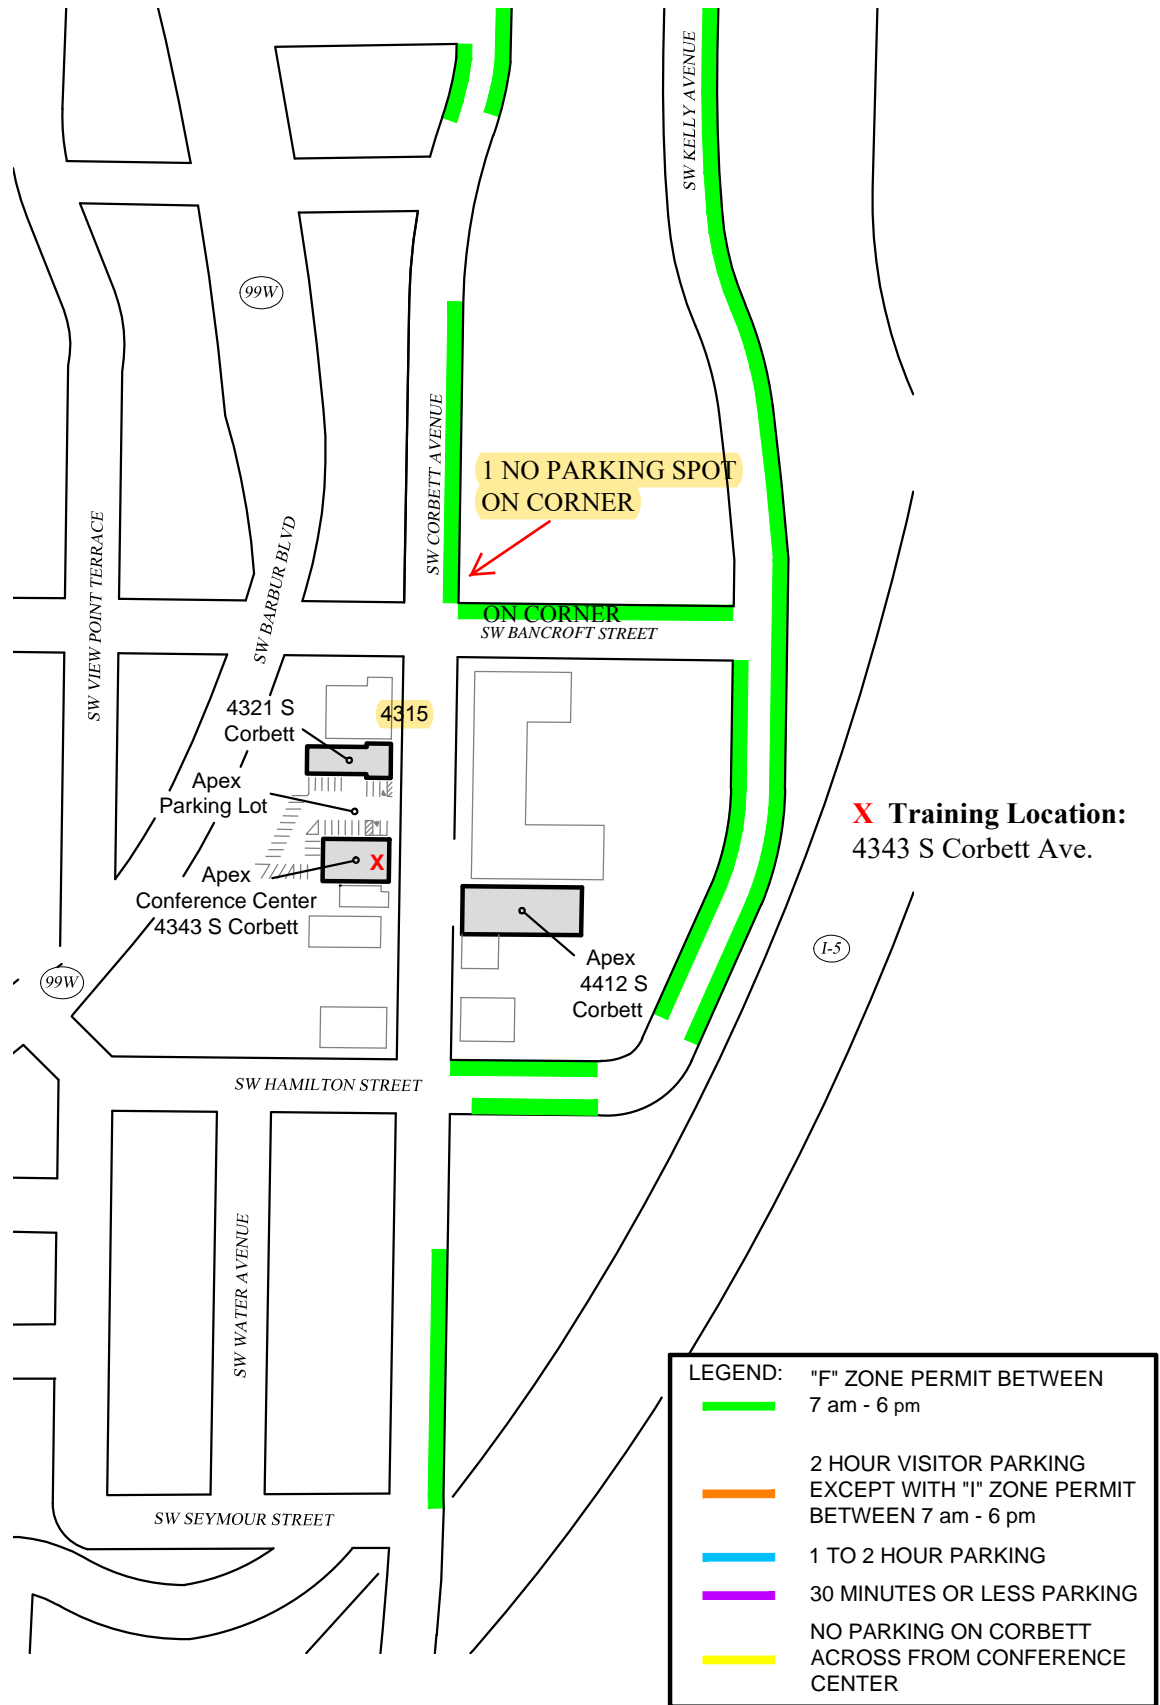 SW KELLY AVENUE
99W
SW CORBETT AVENUE
1 NO PARKING SPOT
ON CORNER
SW VIEW POINT TERRACE
SW BARBUR BLVD
ON CORNER
SW BANCROFT STREET
4321 S
Corbett
4315
Apex
Parking Lot
X Training Location:
4343 S Corbett Ave.
X
Apex
Conference Center
4343 S Corbett
Apex
4412 S
Corbett
I-5
99W
SW HAMILTON STREET
SW WATER AVENUE
SW SEYMOUR STREET
LEGEND:
"F" ZONE PERMIT BETWEEN
7 am - 6 pm
2 HOUR VISITOR PARKING
EXCEPT WITH "I" ZONE PERMIT
BETWEEN 7 am - 6 pm
1 TO 2 HOUR PARKING
30 MINUTES OR LESS PARKING
NO PARKING ON CORBETT
ACROSS FROM CONFERENCE
CENTER